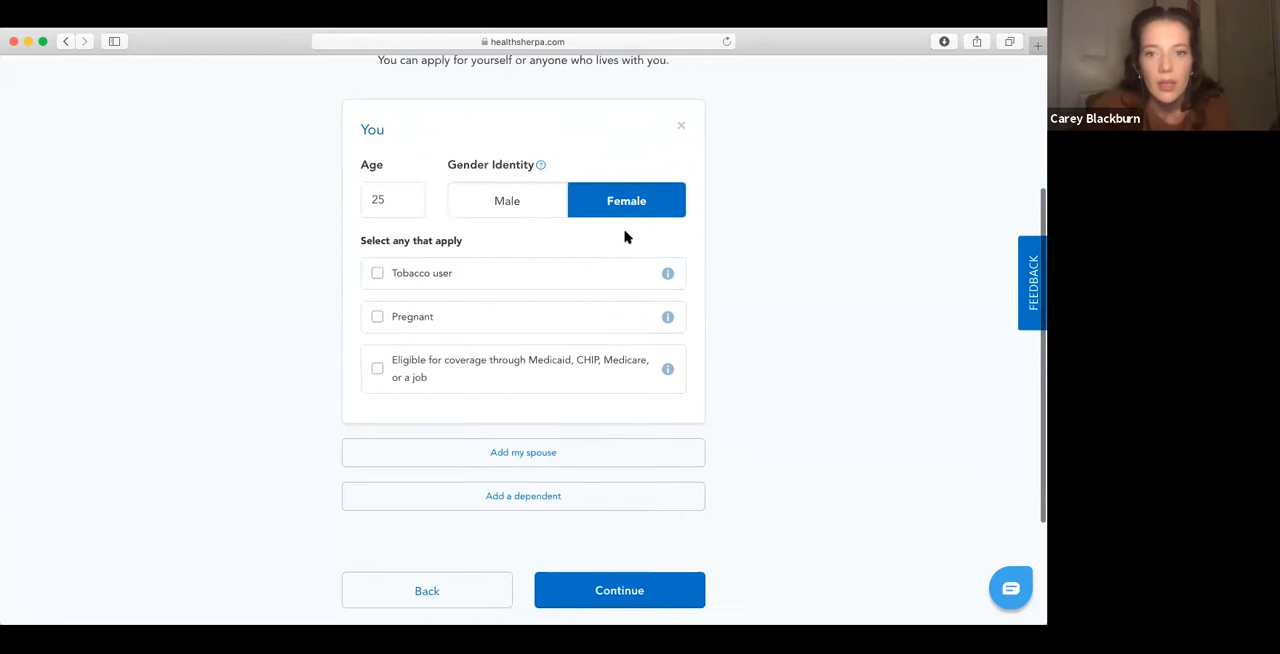 healthsherpa.com
You can apply for yourself or anyone who lives with you.
You
Age
Gender Identity
25
Male
Female
Select any that apply
Tobacco user
Pregnant
Eligible for coverage through Medicaid, CHIP, Medicare,
or a job
Add my spouse
Add a dependent
Back
Continue
FEEDBACK
Carey Blackburn